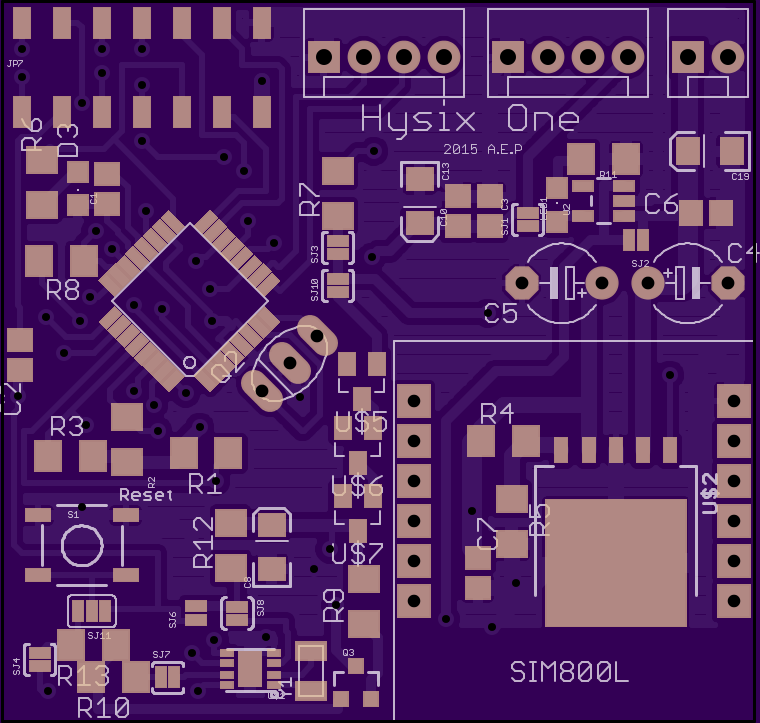 JP7
Hysix One
2015 A.E.P
R6
D3
C1
R7
C13
C10
C3
SJ1
U2
R11
C6
C19
SJ3
SJ10
SJ2
C4
C5
R8
Q2
C2
R3
R2
R1
U$5
U$6
U$7
R4
R5
C7
U$2
Reset
S1
R12
C8
R9
SJ6
SJ8
SJ11
SJ4
R13
SJ7
R10
Q3
SIM800L